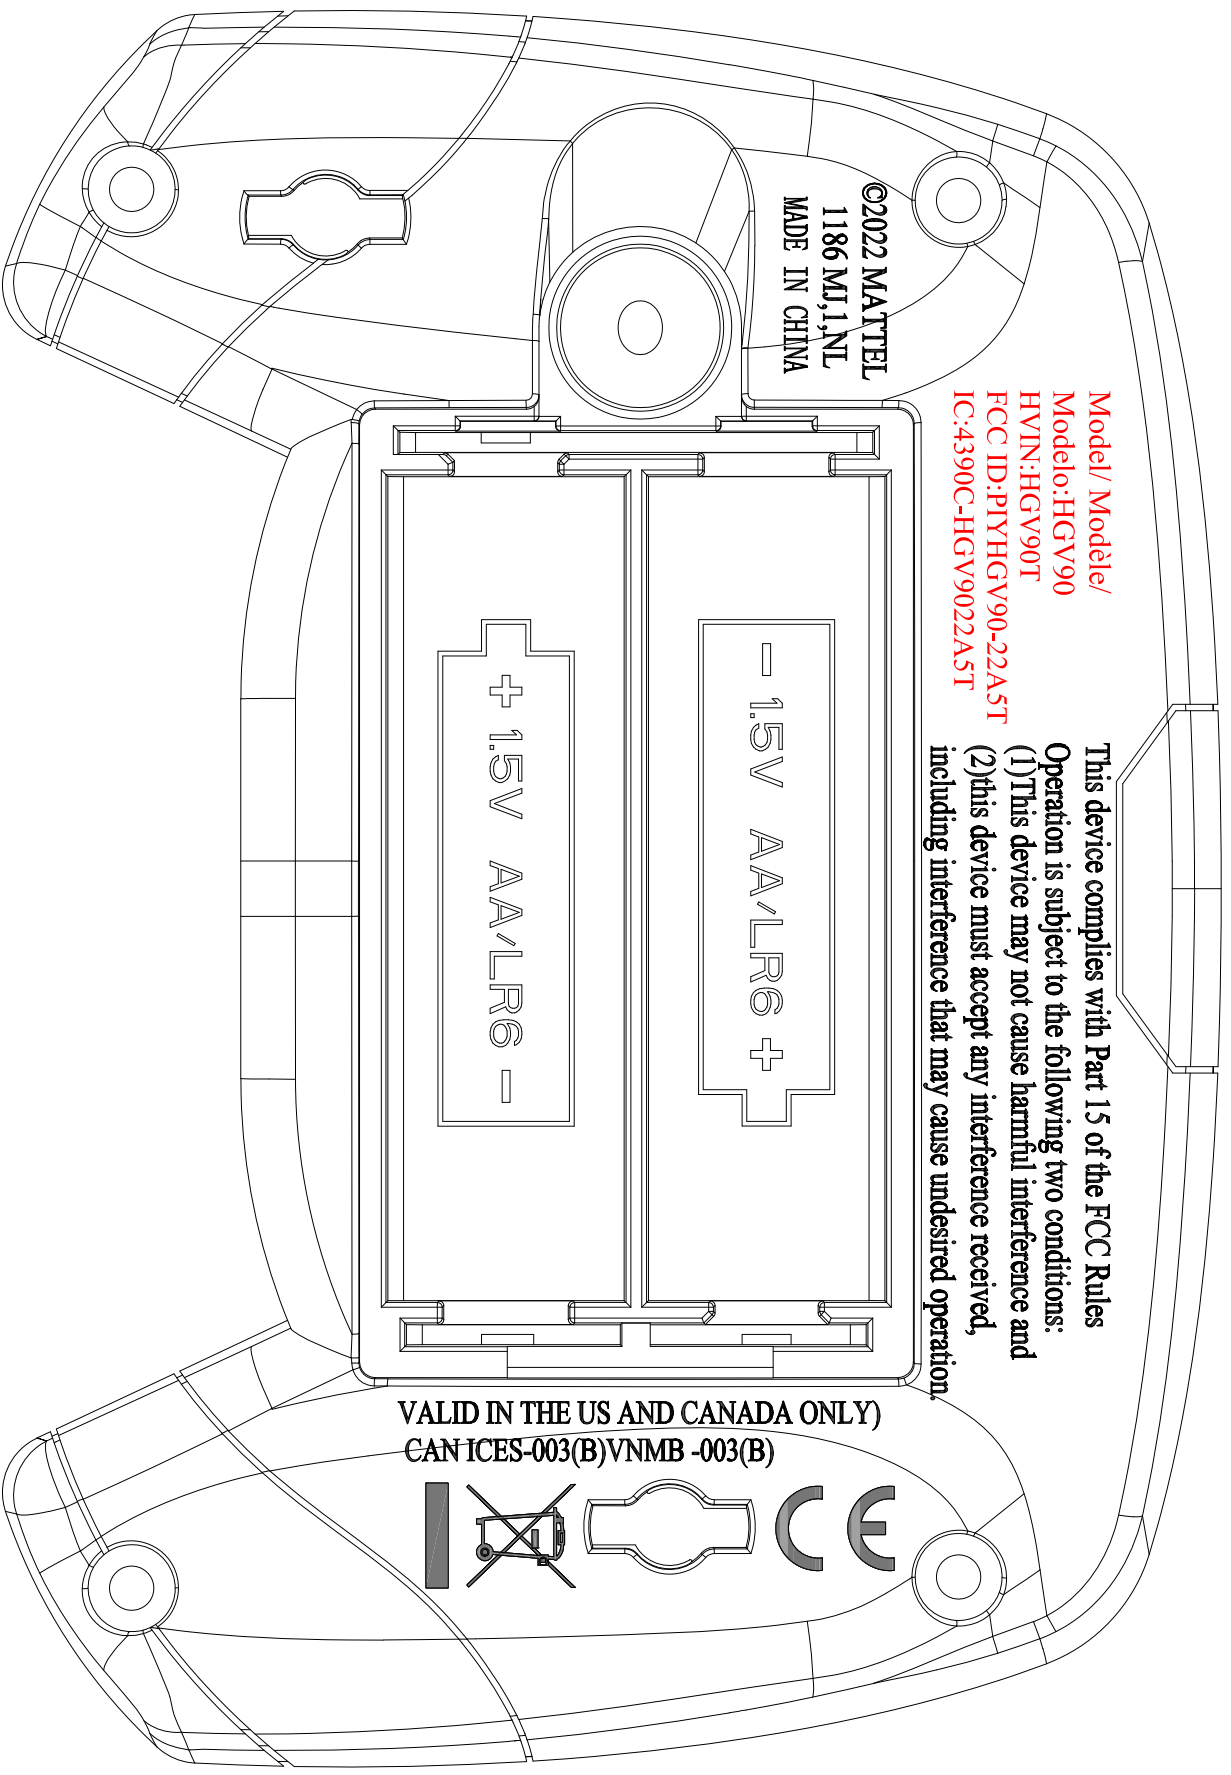 ©2022 MATTEL
1186 MJ,1,NL
MADE IN CHINA
Model/ Modèle/
Modelo:HGV90
HVIN:HGV90T
FCC ID:PIYHGV90-22A5T
IC:4390C-HGV9022A5T
This device complies with Part 15 of the FCC Rules
Operation is subject to the following two conditions:
(1)This device may not cause harmful interference and
(2)this device must accept any interference received,
including interference that may cause undesired operation.
- 1.5V AA/LR6 +
+ 1.5V AA/LR6 -
VALID IN THE US AND CANADA ONLY)
CAN ICES-003(B)VNMB -003(B)
CE